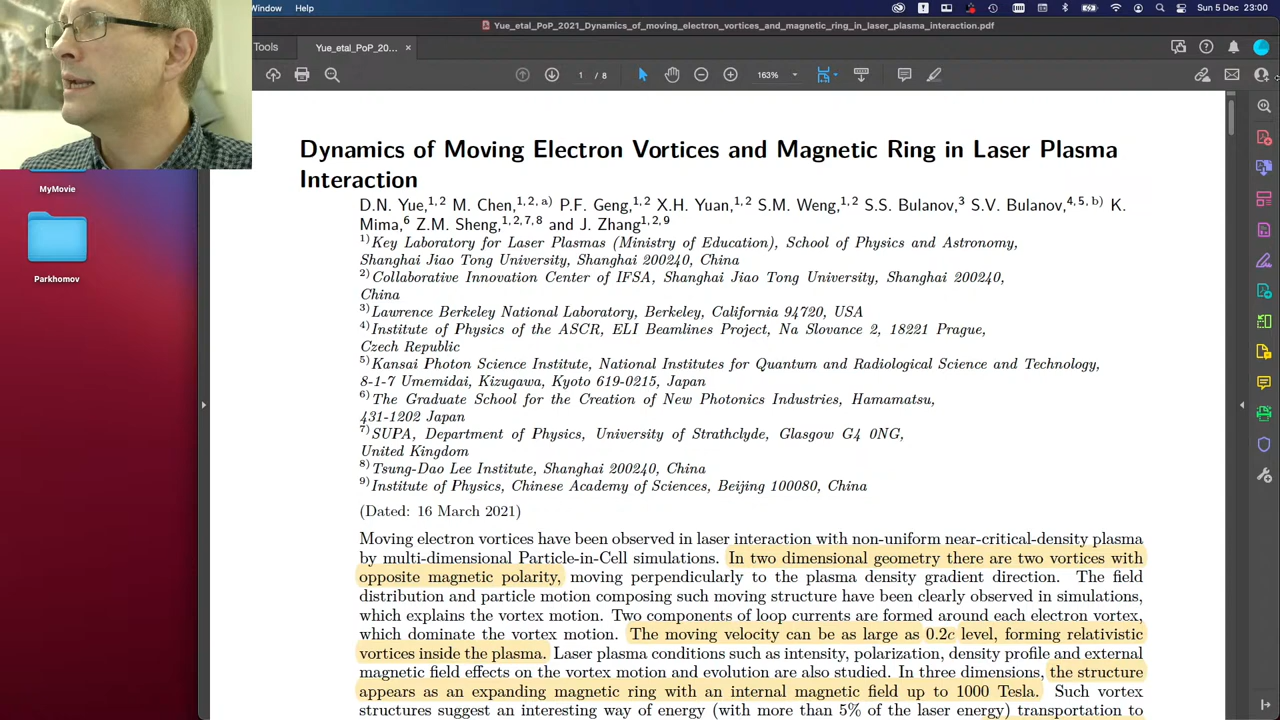 Window Help
Sun 5 Dec 23:00
Yue_etal_PoP_2021_Dynamics_of_moving_electron_vortices_and_magnetic_ring_in_laser_plasma_interaction.pdf
Tools
Yue_etal_PoP_20... ×
1 / 8
163%
MyMovie
Parkhomov
Dynamics of Moving Electron Vortices and Magnetic Ring in Laser Plasma
Interaction
D.N. Yue,1,2 M. Chen,1,2,a) P.F. Geng,1,2 X.H. Yuan,1,2 S.M. Weng,1,2 S.S. Bulanov,3 S.V. Bulanov,4,5,b) K.
Mima,6 Z.M. Sheng,1,2,7,8 and J. Zhang1,2,9
1)Key Laboratory for Laser Plasmas (Ministry of Education), School of Physics and Astronomy,
Shanghai Jiao Tong University, Shanghai 200240, China
2)Collaborative Innovation Center of IFSA, Shanghai Jiao Tong University, Shanghai 200240,
China
3)Lawrence Berkeley National Laboratory, Berkeley, California 94720, USA
4)Institute of Physics of the ASCR, ELI Beamlines Project, Na Slovance 2, 18221 Prague,
Czech Republic
5)Kansai Photon Science Institute, National Institutes for Quantum and Radiological Science and Technology,
8-1-7 Umemidai, Kizugawa, Kyoto 619-0215, Japan
6)The Graduate School for the Creation of New Photonics Industries, Hamamatsu,
431-1202 Japan
7)SUPA, Department of Physics, University of Strathclyde, Glasgow G4 0NG,
United Kingdom
8)Tsung-Dao Lee Institute, Shanghai 200240, China
9)Institute of Physics, Chinese Academy of Sciences, Beijing 100080, China
(Dated: 16 March 2021)
Moving electron vortices have been observed in laser interaction with non-uniform near-critical-density plasma
by multi-dimensional Particle-in-Cell simulations. In two dimensional geometry there are two vortices with
opposite magnetic polarity, moving perpendicularly to the plasma density gradient direction. The field
distribution and particle motion composing such moving structure have been clearly observed in simulations,
which explains the vortex motion. Two components of loop currents are formed around each electron vortex,
which dominate the vortex motion. The moving velocity can be as large as 0.2c level, forming relativistic
vortices inside the plasma. Laser plasma conditions such as intensity, polarization, density profile and external
magnetic field effects on the vortex motion and evolution are also studied. In three dimensions, the structure
appears as an expanding magnetic ring with an internal magnetic field up to 1000 Tesla. Such vortex
structures suggest an interesting way of energy (with more than 5% of the laser energy) transportation to